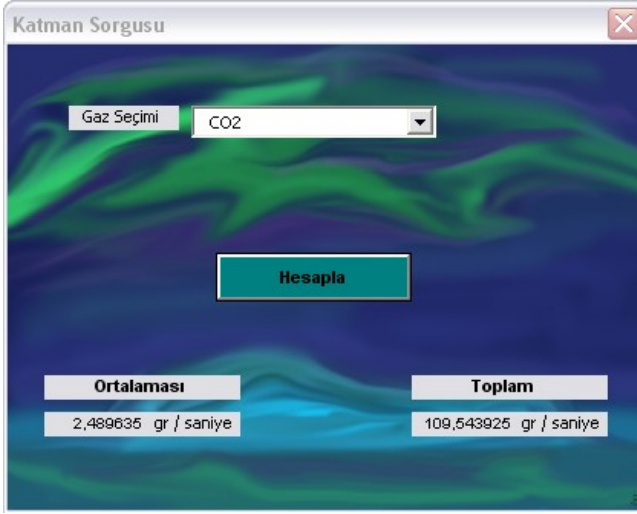 Katman Sorgusu
Gaz Seçimi
CO2
Hesapla
Ortalaması
Toplam
2,489635 gr / saniye
109,543925 gr / saniye